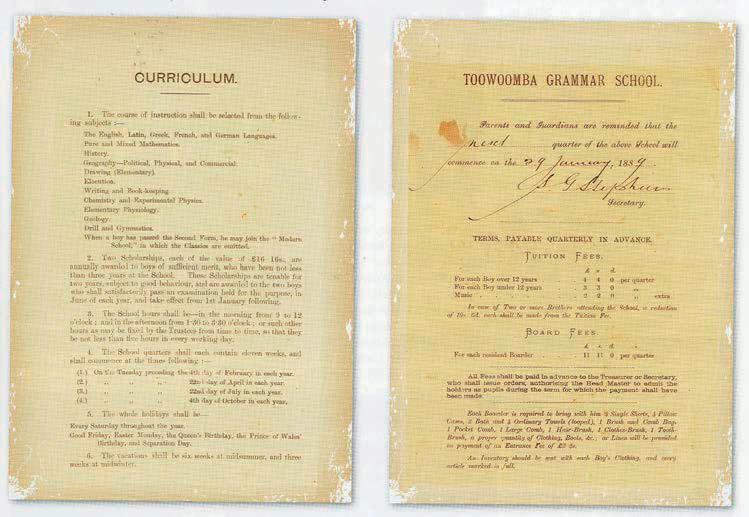 CURRICULUM.
1. The course of instruction shall be selected from the follow-
ing subjects :—
The English, Latin, Greek, French, and German Languages.
Pure and Mixed Mathematics.
History.
Geography—Political, Physical, and Commercial.
Drawing (Elementary).
Elocution.
Writing and Book-keeping.
Chemistry and Experimental Physics.
Elementary Physiology.
Geology.
Drill and Gymnastics.
When a boy has passed the Second Form, he may join the "Modern
School," in which the Classics are omitted.
2. Two Scholarships, each of the value of £16 16s., are
annually awarded to boys of sufficient merit, who have been not less
than three years at the School. These Scholarships are tenable for
two years, subject to good behaviour, and are awarded to the two boys
who shall satisfactorily pass an examination held for the purpose, in
June of each year, and take effect from 1st January following.
3. The School hours shall be—in the morning from 9 to 12
o'clock; and in the afternoon from 1·30 to 3·30 o'clock; or such other
hours as may be fixed by the Trustees from time to time, so that they
be not less than five hours in every working day.
4. The School quarters shall each contain eleven weeks, and
shall commence at the times following :—
(1.) On the Tuesday preceding the 4th day of February in each year.
(2.) „ „ „ 22nd day of April in each year.
(3.) „ „ „ 22nd day of July in each year.
(4.) „ „ „ 4th day of October in each year.
5. The whole holidays shall be—
Every Saturday throughout the year.
Good Friday, Easter Monday, the Queen's Birthday, the Prince of Wales'
Birthday, and Separation Day.
6. The vacations shall be six weeks at midsummer, and three
weeks at midwinter.
TOOWOOMBA GRAMMAR SCHOOL.
Parents and Guardians are reminded that the
next quarter of the above School will
commence on the 29 January, 1889.
S G Stephens
Secretary.
TERMS, PAYABLE QUARTERLY IN ADVANCE.
TUITION FEES.
£ s. d.
For each Boy over 12 years 4 4 0 per quarter
For each Boy under 12 years 3 3 0 „
Music 2 2 0 „ extra
In case of Two or more Brothers attending the School, a reduction
of 10s. 6d. each shall be made from the Tuition Fee.
BOARD FEES.
£ s. d.
For each resident Boarder 11 11 0 per quarter
All Fees shall be paid in advance to the Treasurer or Secretary,
who shall issue orders, authorising the Head Master to admit the
holders as pupils during the term for which the payment shall have
been made.
Each Boarder is required to bring with him Single Sheets, Pillow
Cases, 2 Bath and 4 Ordinary Towels (looped), 1 Brush and Comb Bag,
1 Pocket Comb, 1 Large Comb, 1 Hair-Brush, 1 Clothes-Brush, 1 Tooth-
Brush, a proper quantity of Clothing, Boots, &c.; or Linen will be provided
on payment of an Entrance Fee of £2 2s.
An Inventory should be sent with each Boy's Clothing, and every
article marked in full.